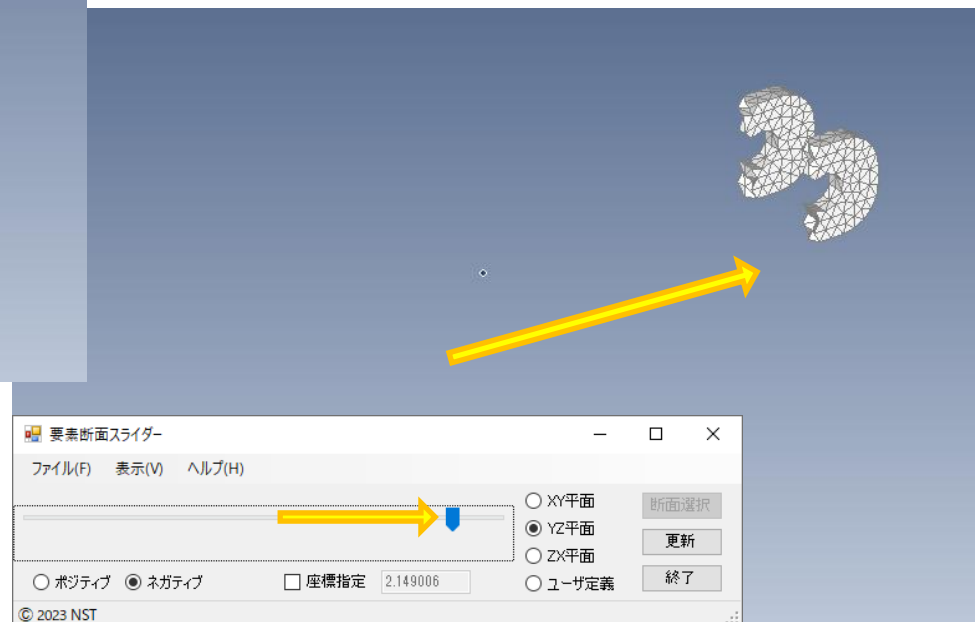 要素断面スライダー
ファイル(F) 表示(V) ヘルプ(H)
XY平面
断面選択
YZ平面
更新
ZX平面
ポジティブ ネガティブ 座標指定 2.149006 ユーザ定義 終了
© 2023 NST